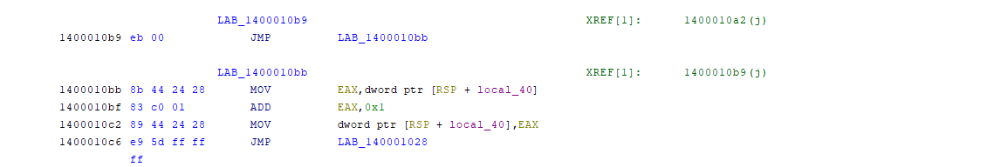 LAB_1400010b9 XREF[1]: 1400010a2(j)
1400010b9 eb 00 JMP LAB_1400010bb
LAB_1400010bb XREF[1]: 1400010b9(j)
1400010bb 8b 44 24 28 MOV EAX,dword ptr [RSP + local_40]
1400010bf 83 c0 01 ADD EAX,0x1
1400010c2 89 44 24 28 MOV dword ptr [RSP + local_40],EAX
1400010c6 e9 5d ff ff JMP LAB_140001028
ff